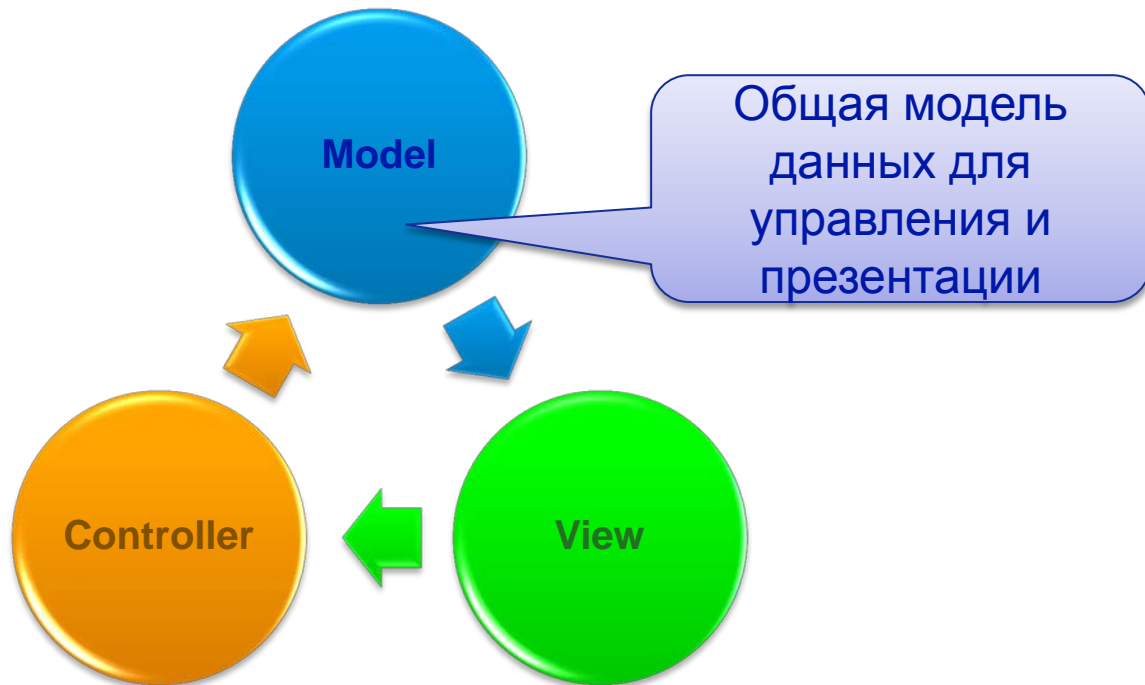 Model
Общая модель
данных для
управления и
презентации
Controller
View